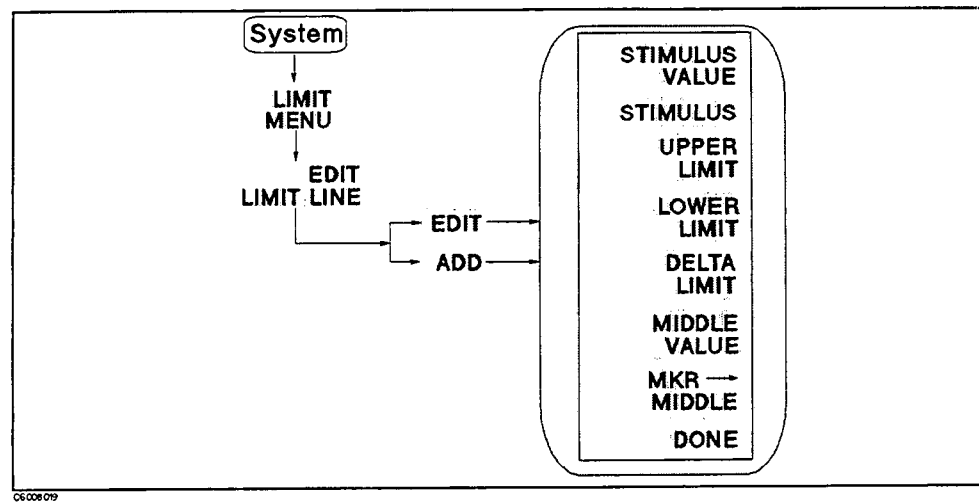 System
LIMIT
MENU
EDIT
LIMIT LINE
EDIT
ADD
STIMULUS
VALUE
STIMULUS
UPPER
LIMIT
LOWER
LIMIT
DELTA
LIMIT
MIDDLE
VALUE
MKR →
MIDDLE
DONE
C6008019